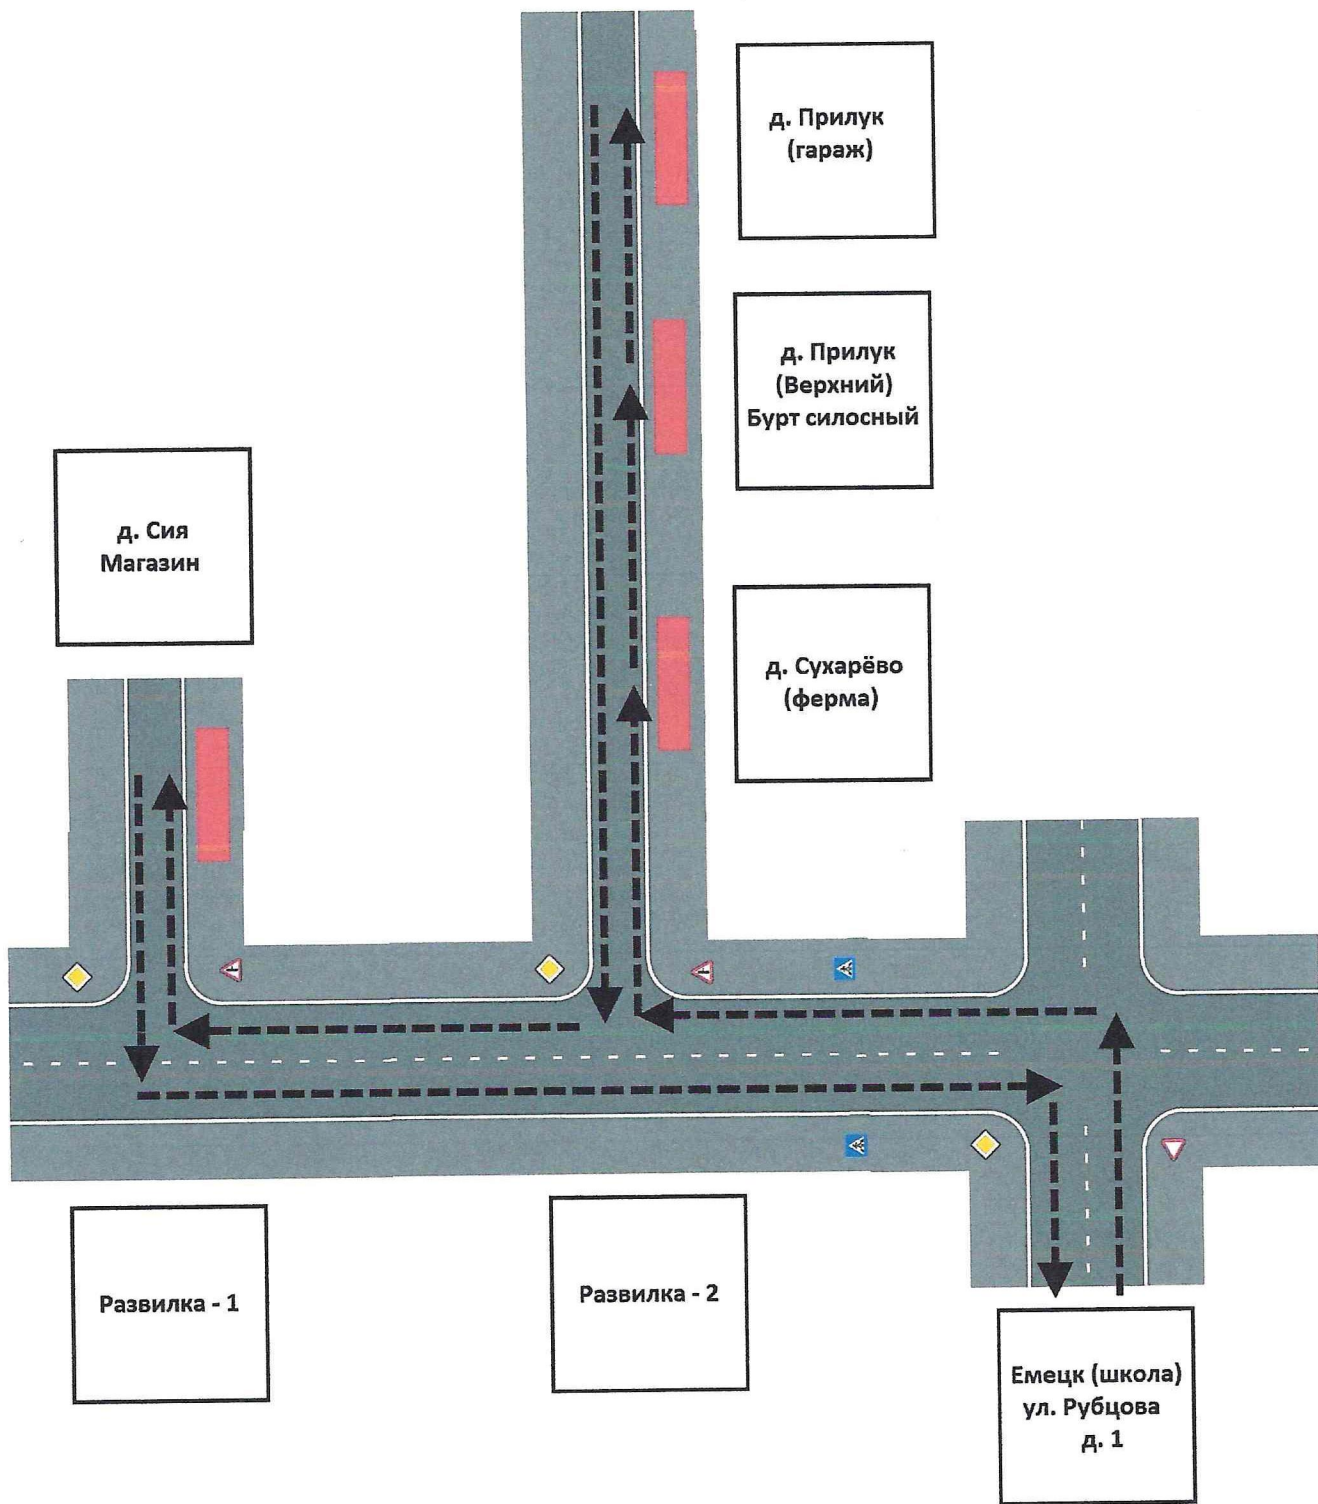 д. Прилук
(гараж)
д. Прилук
(Верхний)
Бурт силосный
д. Сия
Магазин
д. Сухарёво
(ферма)
Развилка - 1
Развилка - 2
Емецк (школа)
ул. Рубцова
д. 1